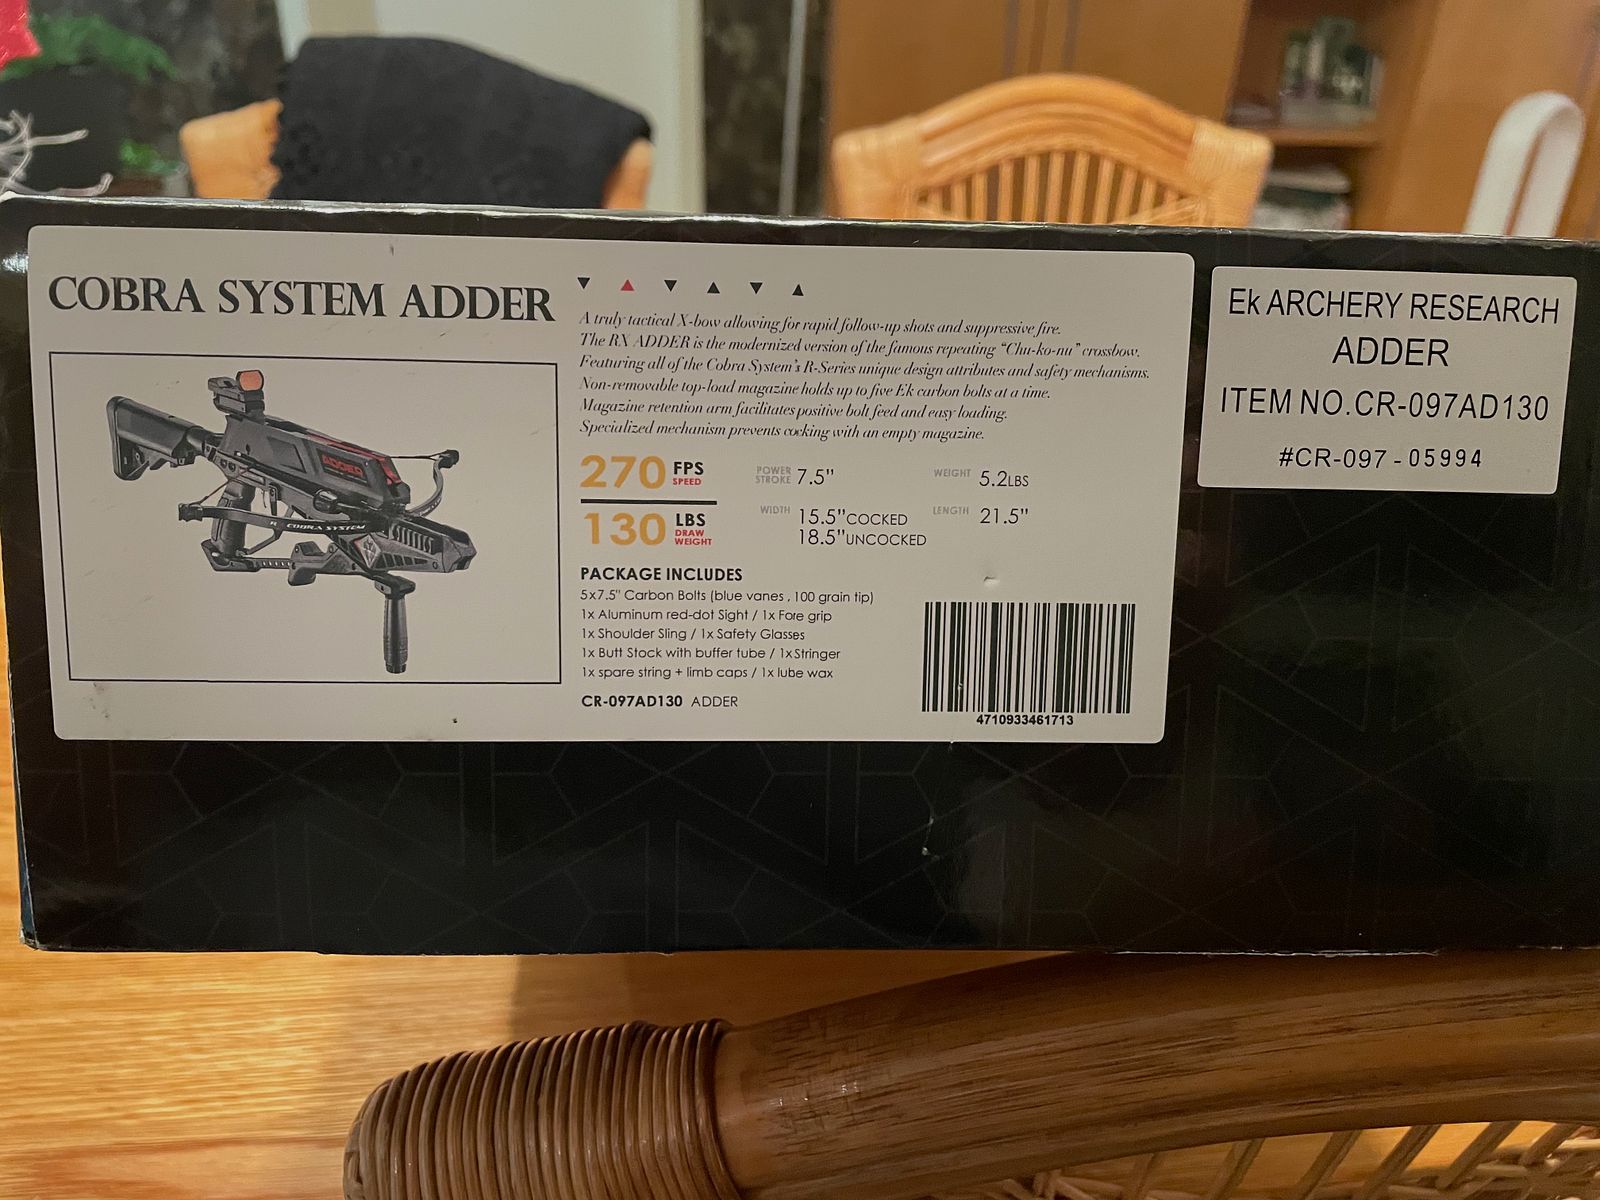 COBRA SYSTEM ADDER
A truly tactical X-bow allowing for rapid follow-up shots and suppressive fire.
The RX ADDER is the modernized version of the famous repeating "Chu-ko-nu" crossbow.
Featuring all of the Cobra System's R-Series unique design attributes and safety mechanisms.
Non-removable top-load magazine holds up to five Ek carbon bolts at a time.
Magazine retention arm facilitates positive bolt feed and easy loading.
Specialized mechanism prevents cocking with an empty magazine.
ADDER
R COBRA SYSTEM
270 FPS SPEED
130 LBS DRAW WEIGHT
POWER STROKE 7.5"
WEIGHT 5.2LBS
WIDTH 15.5"COCKED
18.5"UNCOCKED
LENGTH 21.5"
PACKAGE INCLUDES
5x7.5" Carbon Bolts (blue vanes , 100 grain tip)
1x Aluminum red-dot Sight / 1x Fore grip
1x Shoulder Sling / 1x Safety Glasses
1x Butt Stock with buffer tube / 1xStringer
1x spare string + limb caps / 1x lube wax
CR-097AD130 ADDER
4710933461713
Ek ARCHERY RESEARCH
ADDER
ITEM NO.CR-097AD130
#CR-097 - 05994